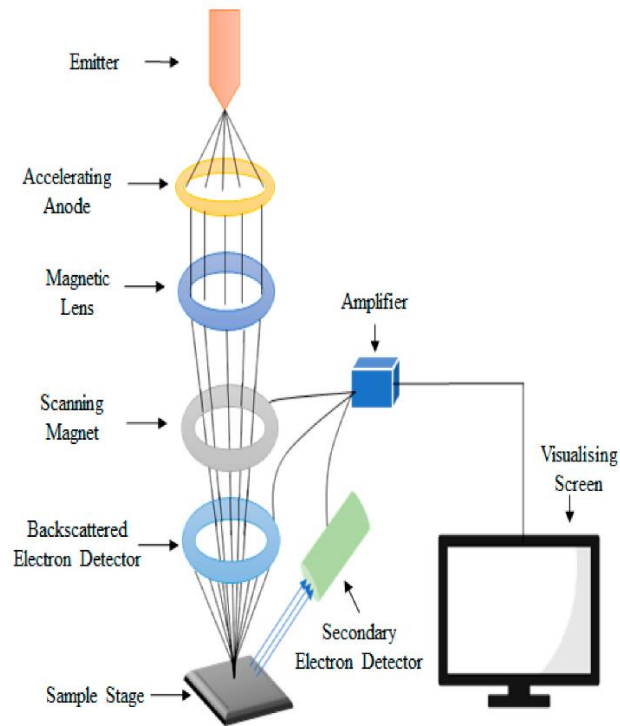 Emitter
Accelerating
Anode
Magnetic
Lens
Amplifier
Scanning
Magnet
Visualising
Screen
Backscattered
Electron Detector
Secondary
Electron Detector
Sample Stage